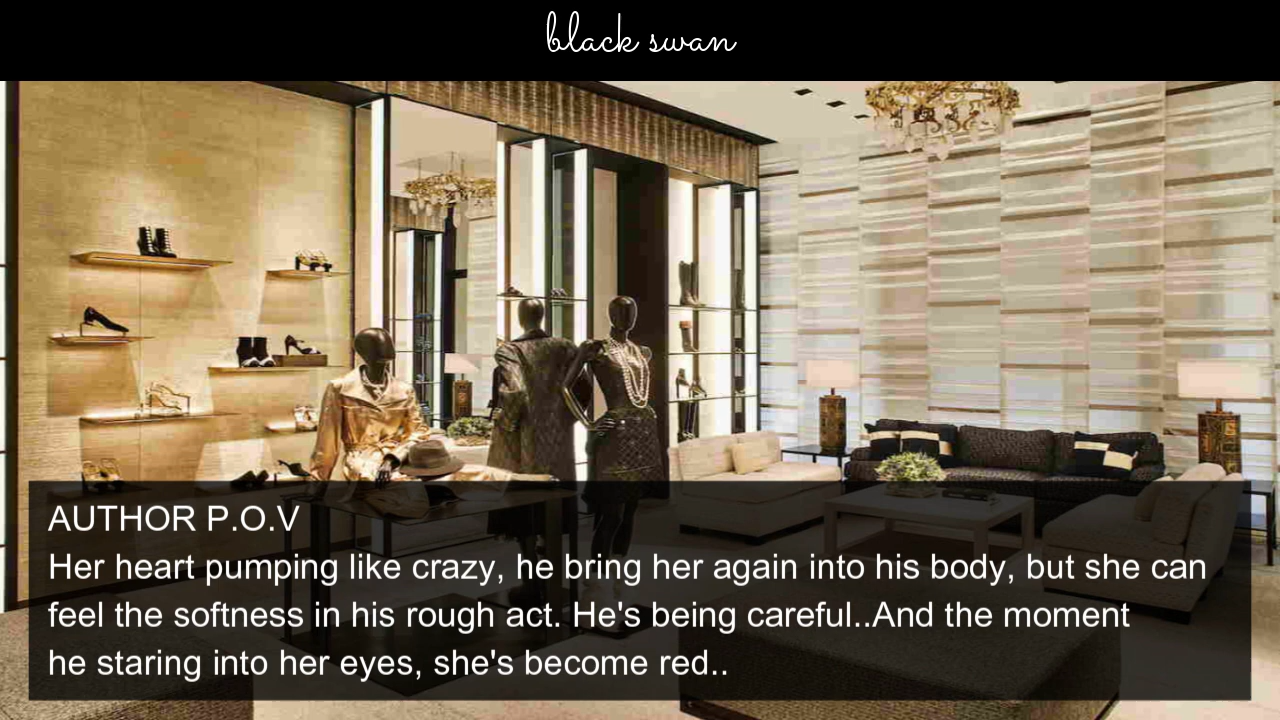 black swan
AUTHOR P.O.V
Her heart pumping like crazy, he bring her again into his body, but she can
feel the softness in his rough act. He's being careful..And the moment
he staring into her eyes, she's become red..